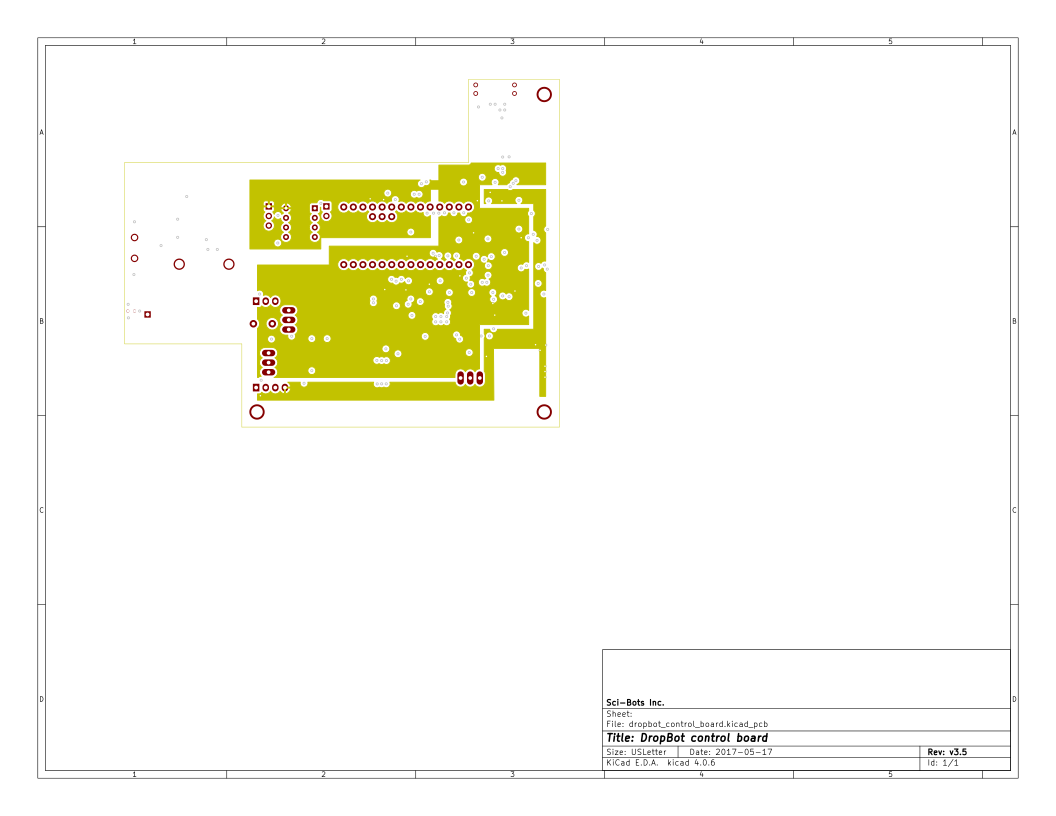 1 2 3 4 5
A A
B B
C C
D D
Sci-Bots Inc.
Sheet:
File: dropbot_control_board.kicad_pcb
Title: DropBot control board
Size: USLetter Date: 2017-05-17 Rev: v3.5
KiCad E.D.A. kicad 4.0.6 Id: 1/1
1 2 3 4 5